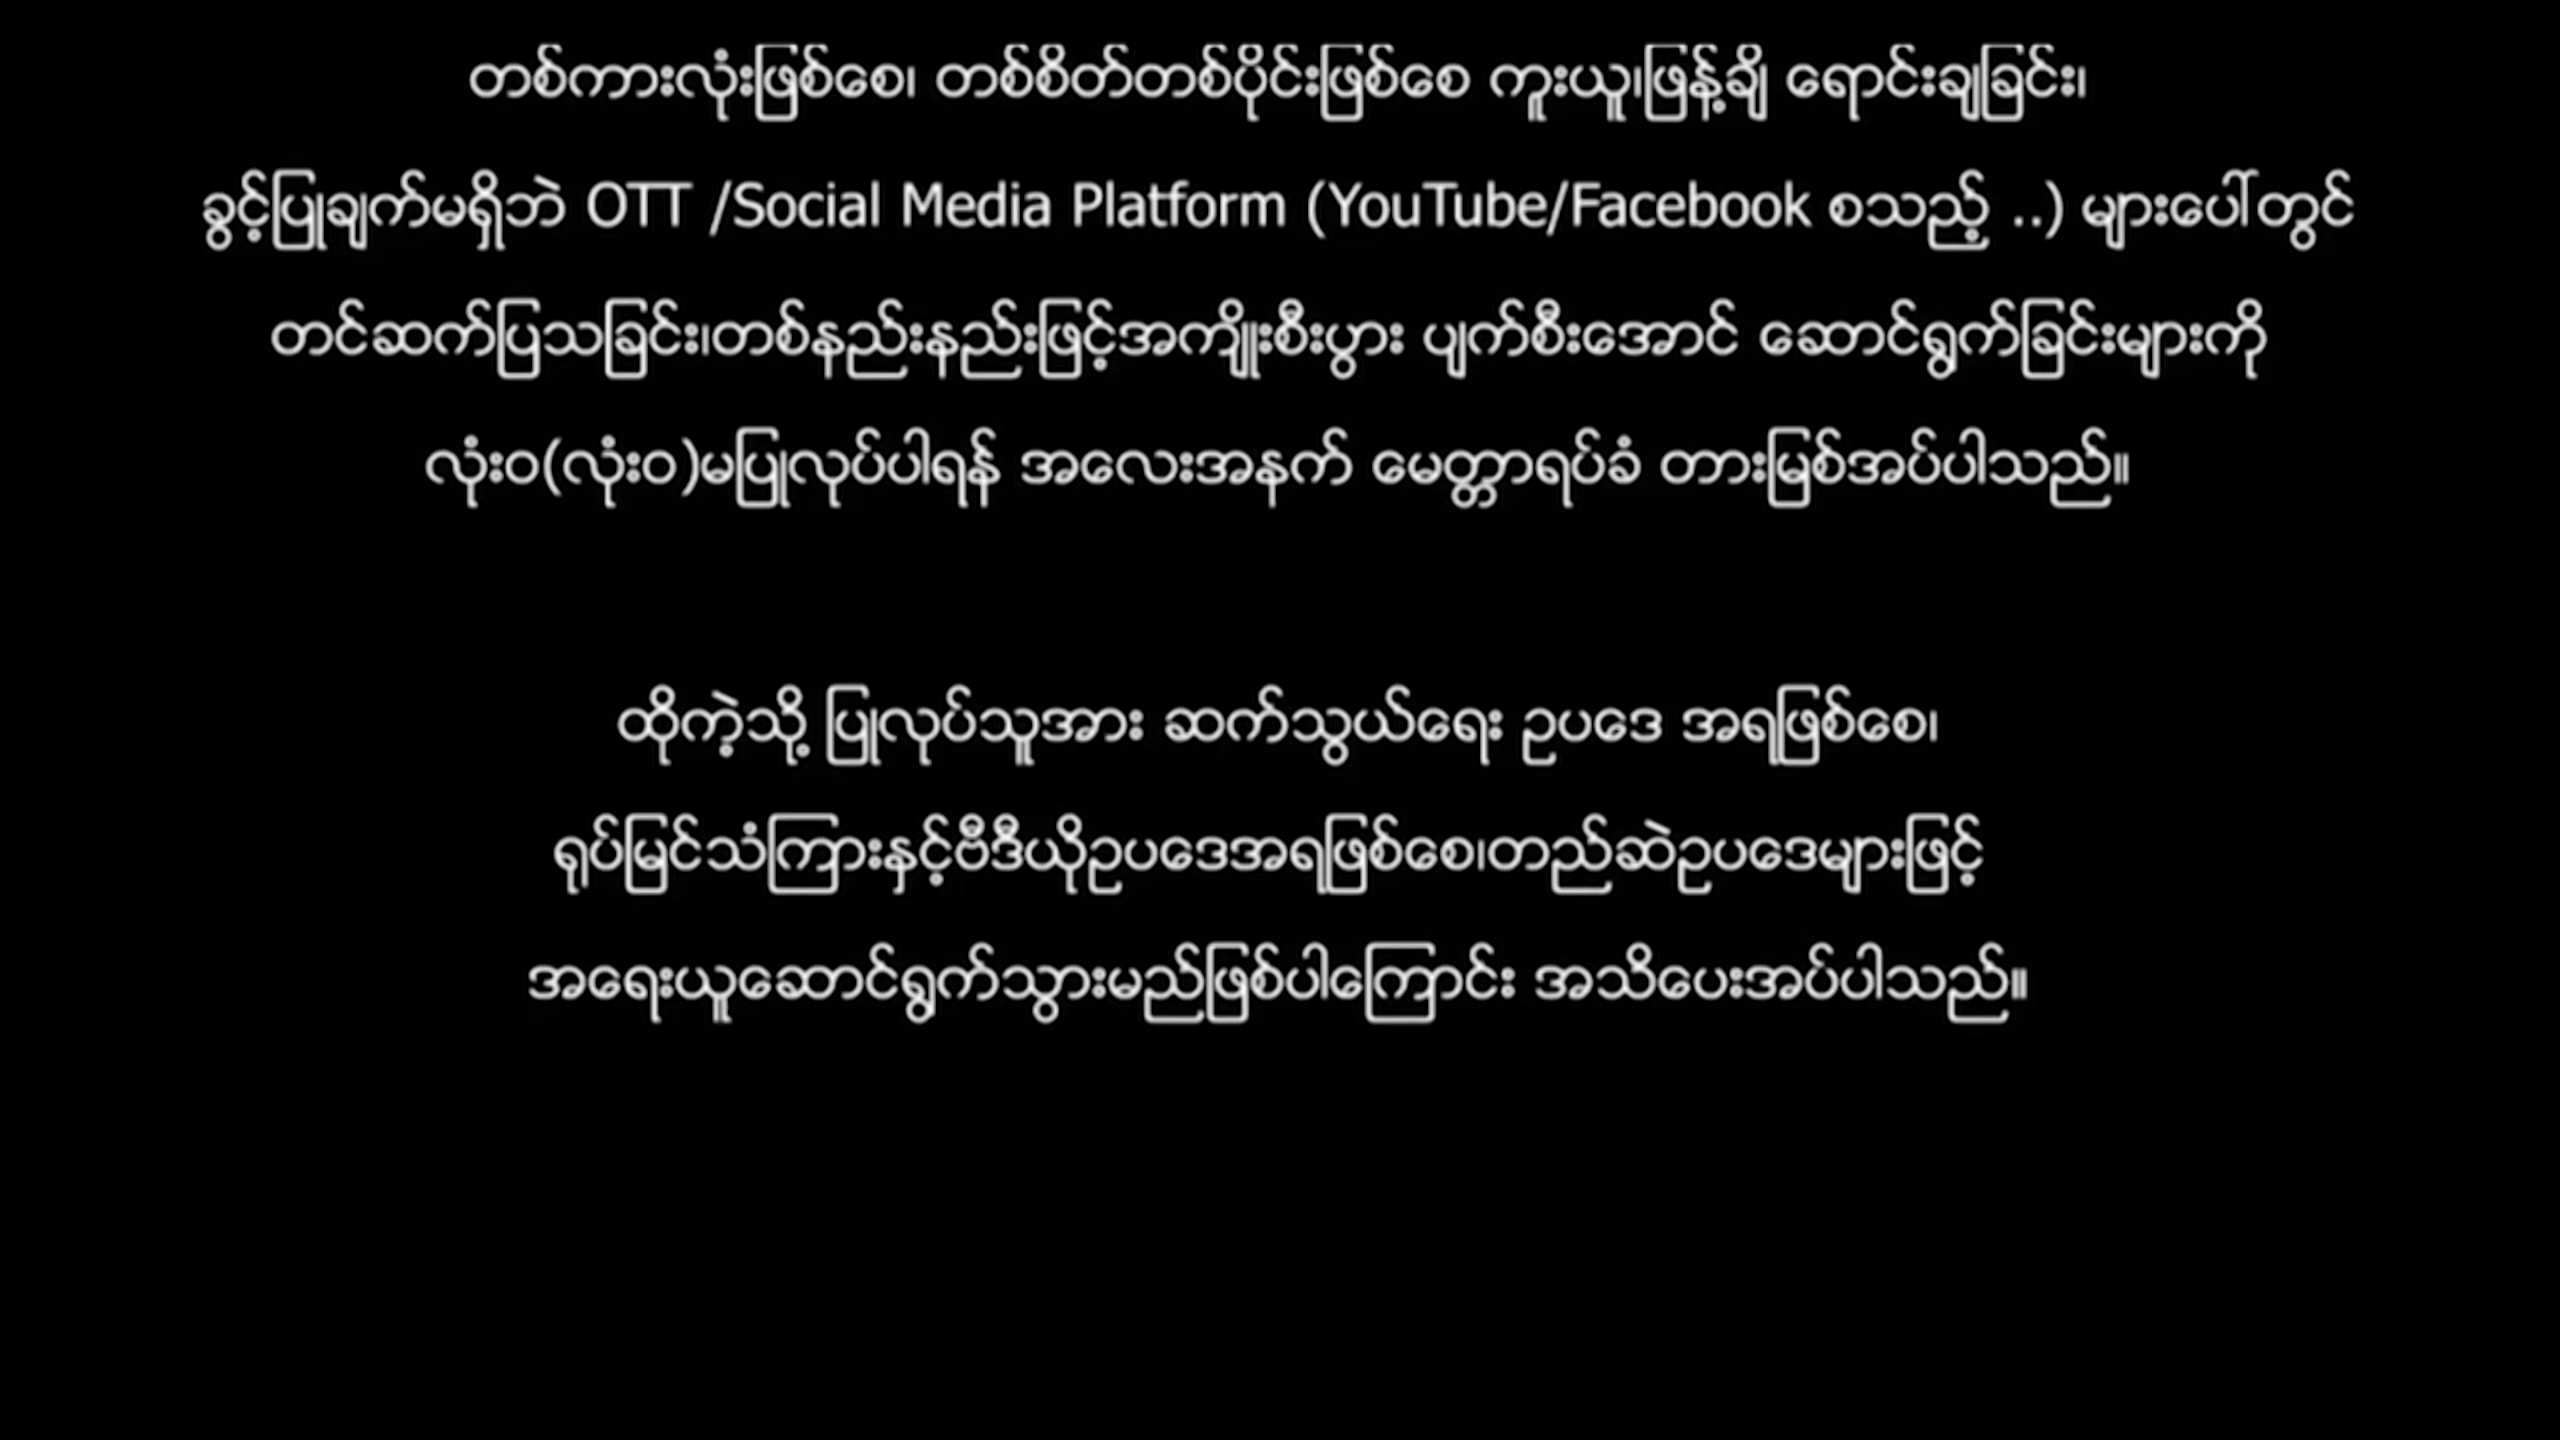 တစ်ကားလုံးဖြစ်စေ၊ တစ်စိတ်တစ်ပိုင်းဖြစ်စေ ကူးယူ၊ဖြန့်ချိ ရောင်းချခြင်း၊
ခွင့်ပြုချက်မရှိဘဲ OTT /Social Media Platform (YouTube/Facebook စသည့် ..) များပေါ်တွင်
တင်ဆက်ပြသခြင်း၊တစ်နည်းနည်းဖြင့်အကျိုးစီးပွား ပျက်စီးအောင် ဆောင်ရွက်ခြင်းများကို
လုံးဝ(လုံးဝ)မပြုလုပ်ပါရန် အလေးအနက် မေတ္တာရပ်ခံ တားမြစ်အပ်ပါသည်။
ထိုကဲ့သို့ ပြုလုပ်သူအား ဆက်သွယ်ရေး ဥပဒေ အရဖြစ်စေ၊
ရုပ်မြင်သံကြားနှင့်ဗီဒီယိုဥပဒေအရဖြစ်စေ၊တည်ဆဲဥပဒေများဖြင့်
အရေးယူဆောင်ရွက်သွားမည်ဖြစ်ပါကြောင်း အသိပေးအပ်ပါသည်။